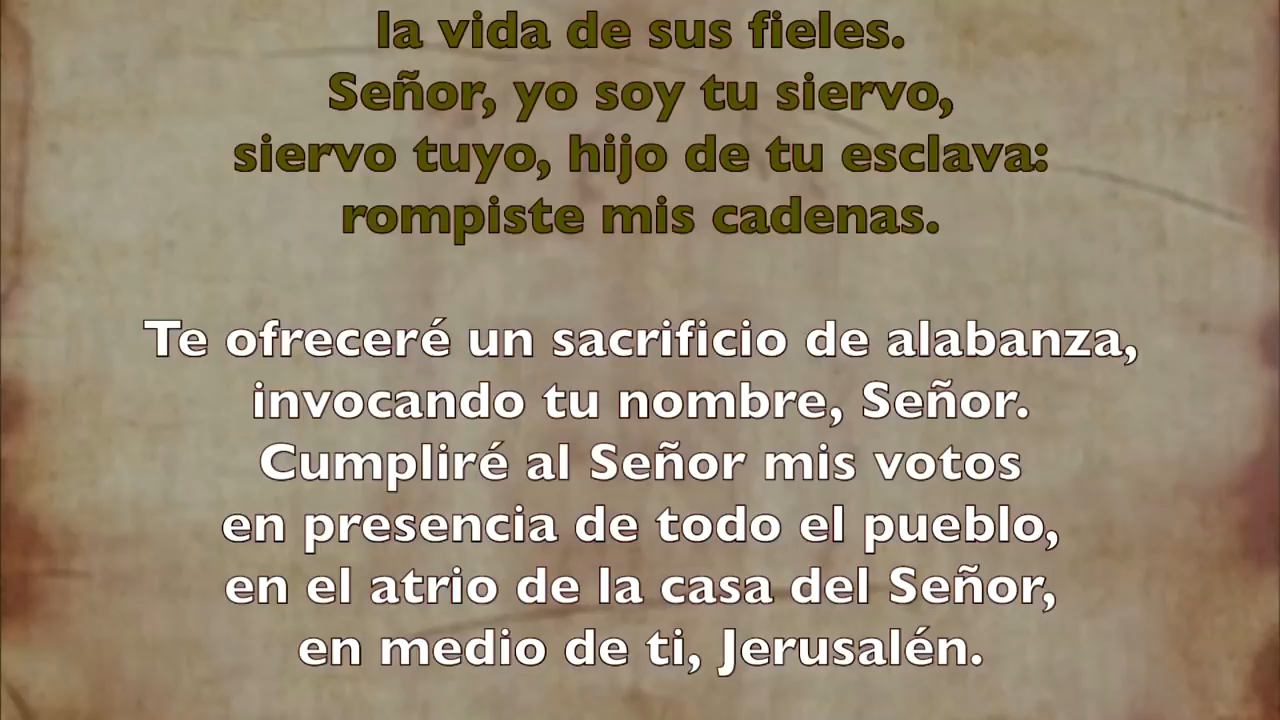 la vida de sus fieles.
Señor, yo soy tu siervo,
siervo tuyo, hijo de tu esclava:
rompiste mis cadenas.
Te ofreceré un sacrificio de alabanza,
invocando tu nombre, Señor.
Cumpliré al Señor mis votos
en presencia de todo el pueblo,
en el atrio de la casa del Señor,
en medio de ti, Jerusalén.